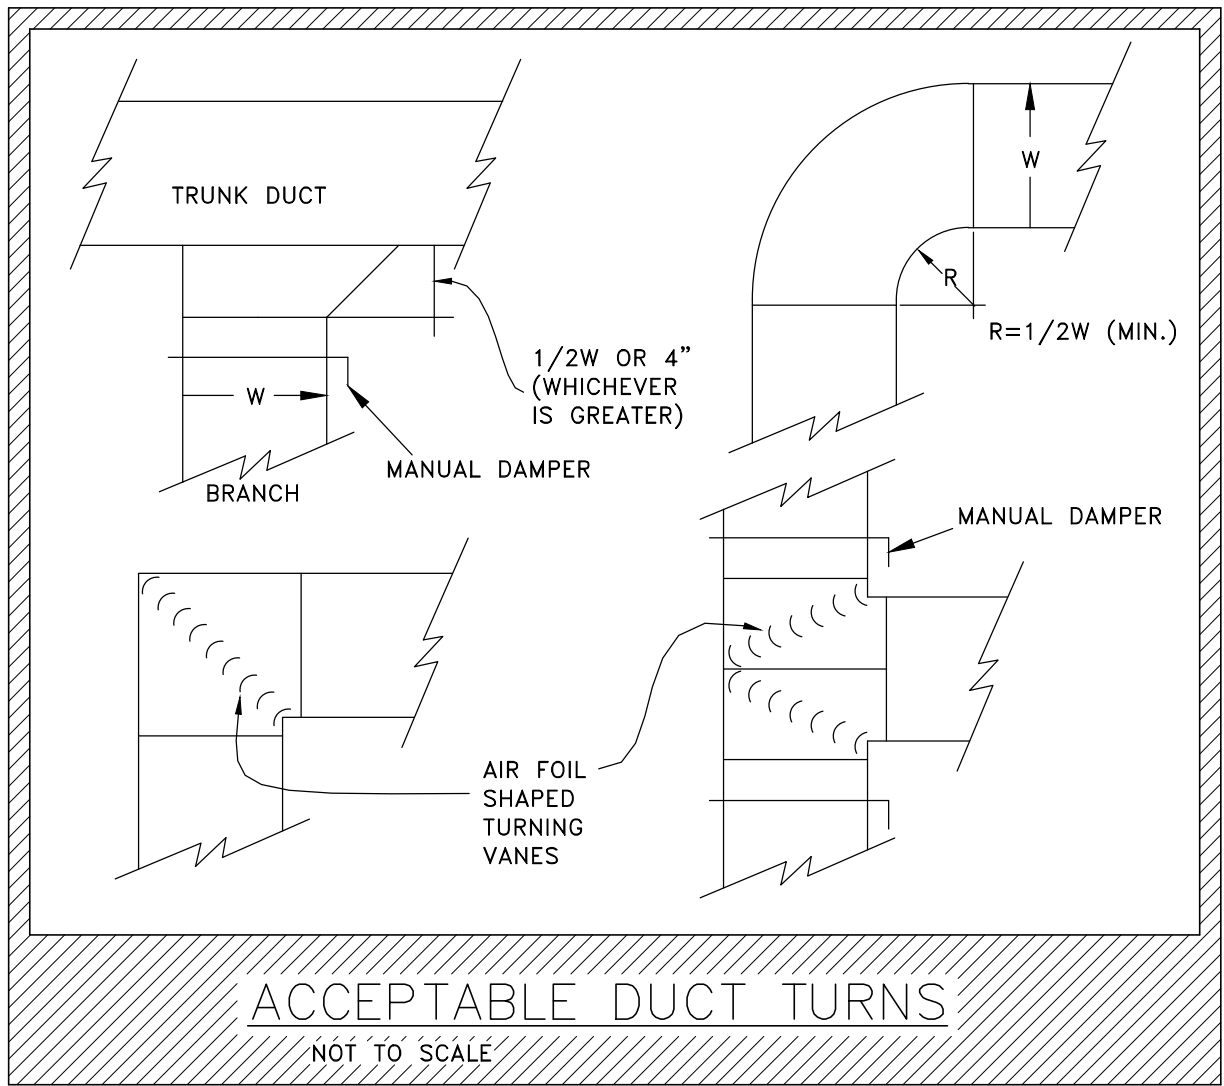 TRUNK DUCT
W
1/2W OR 4”
(WHICHEVER
IS GREATER)
MANUAL DAMPER
BRANCH
W
R
R=1/2W (MIN.)
MANUAL DAMPER
AIR FOIL
SHAPED
TURNING
VANES
ACCEPTABLE DUCT TURNS
NOT TO SCALE